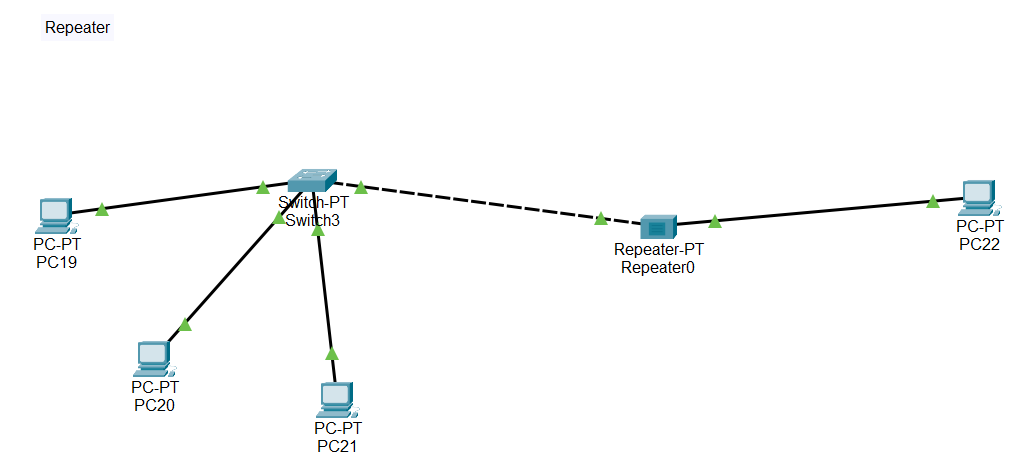 Repeater
Switch-PT
Switch3
PC-PT
PC19
Repeater-PT
Repeater0
PC-PT
PC22
PC-PT
PC20
PC-PT
PC21